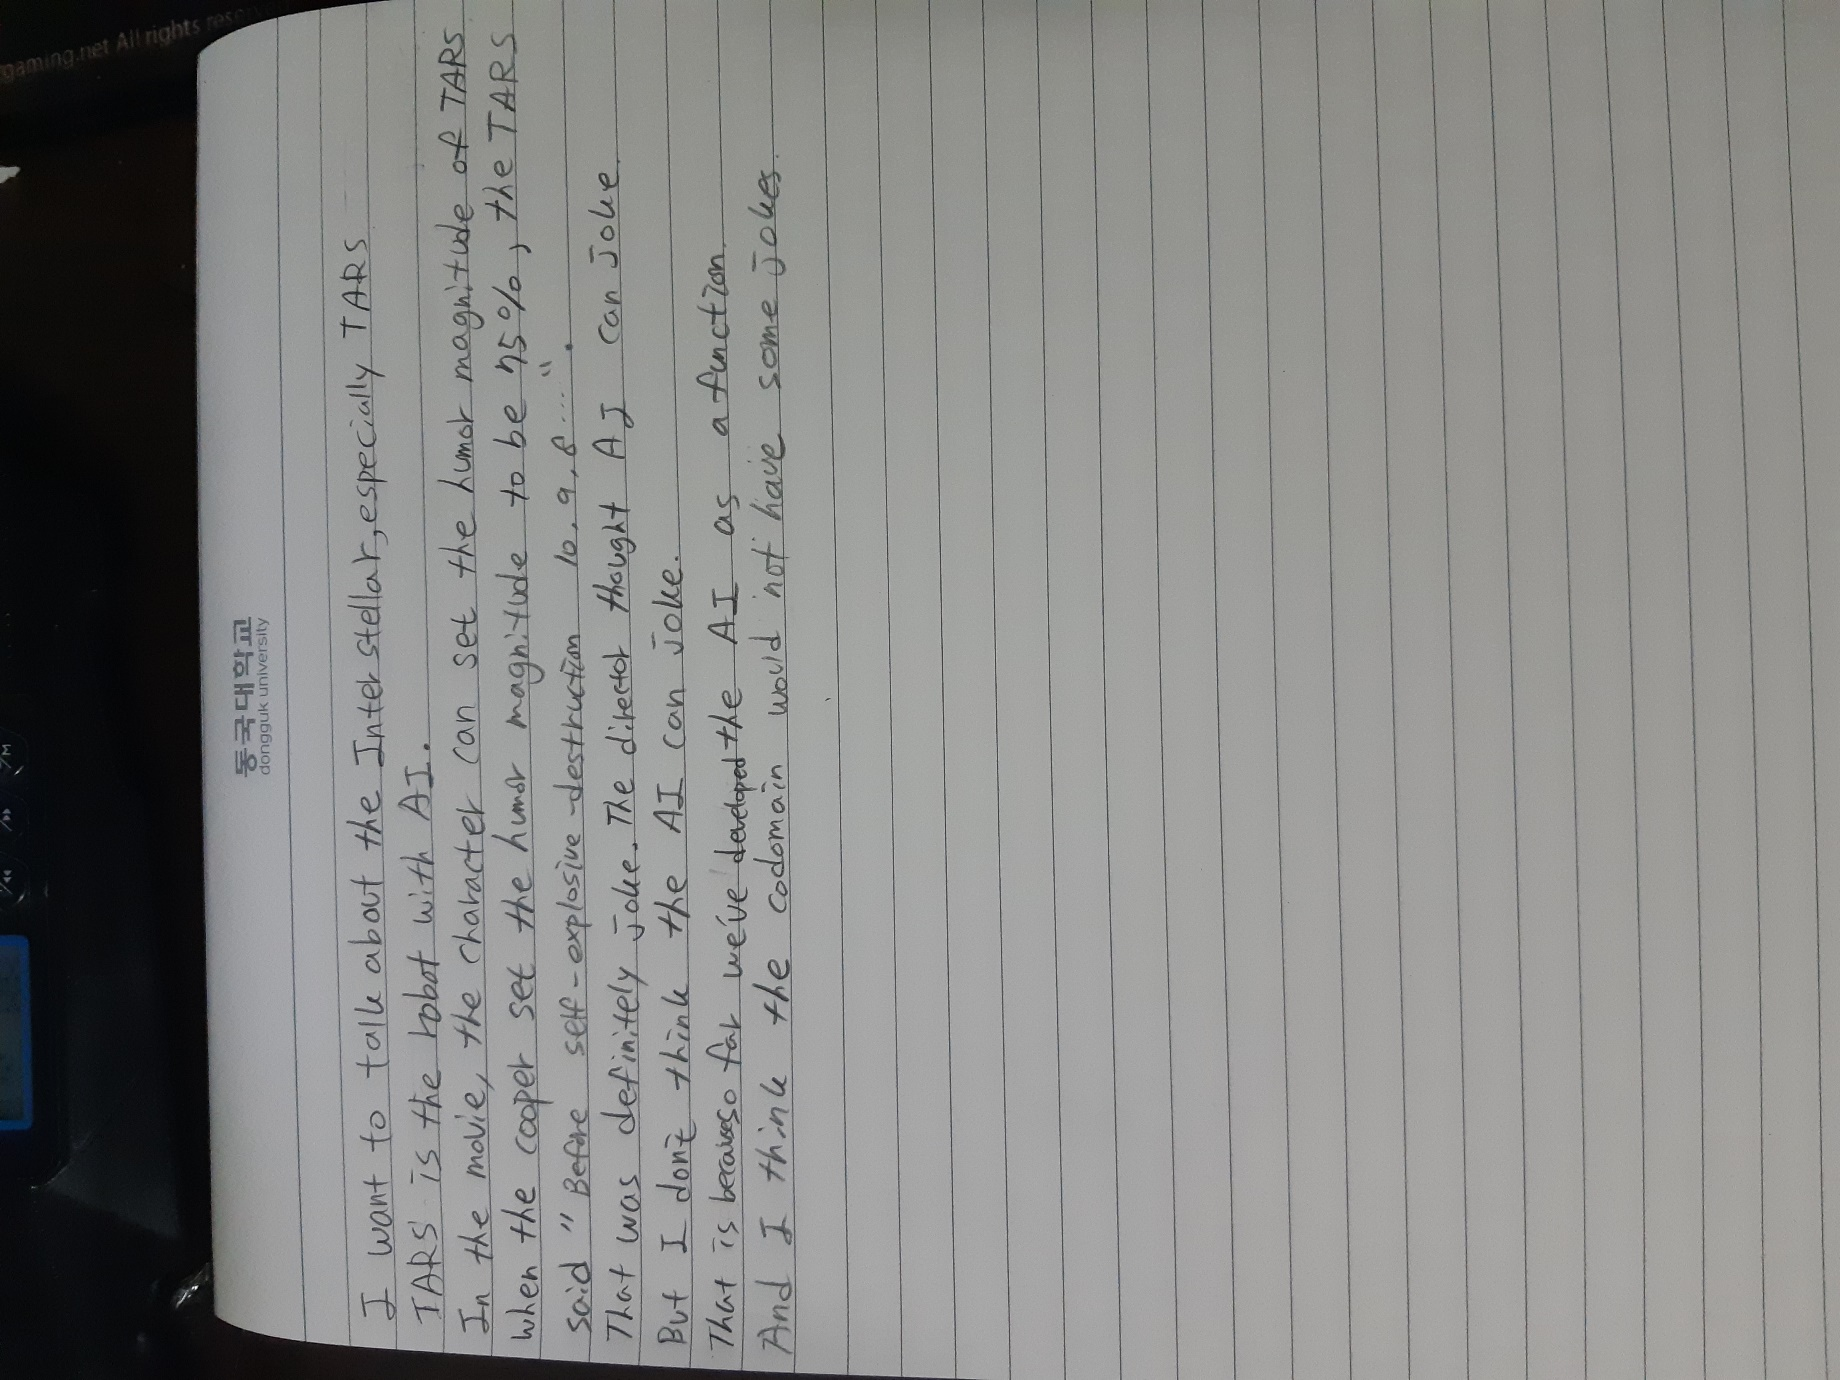 gaming.net All rights
동국대학교
dongguk university
I want to talk about the Interstellar, especially TARS
TARS is the robot with AI.
In the movie, the character can set the humor magnitude of TARS
When the cooper set the humor magnitude to be 75%, the TARS
said " Before self-explosive-destruction 10, 9, 8 .... ".
That was definitely joke. The director thought AI can joke.
But I don't think the AI can joke.
That is because so far we've developed the AI as a function.
And I think the codomain would not have some jokes.